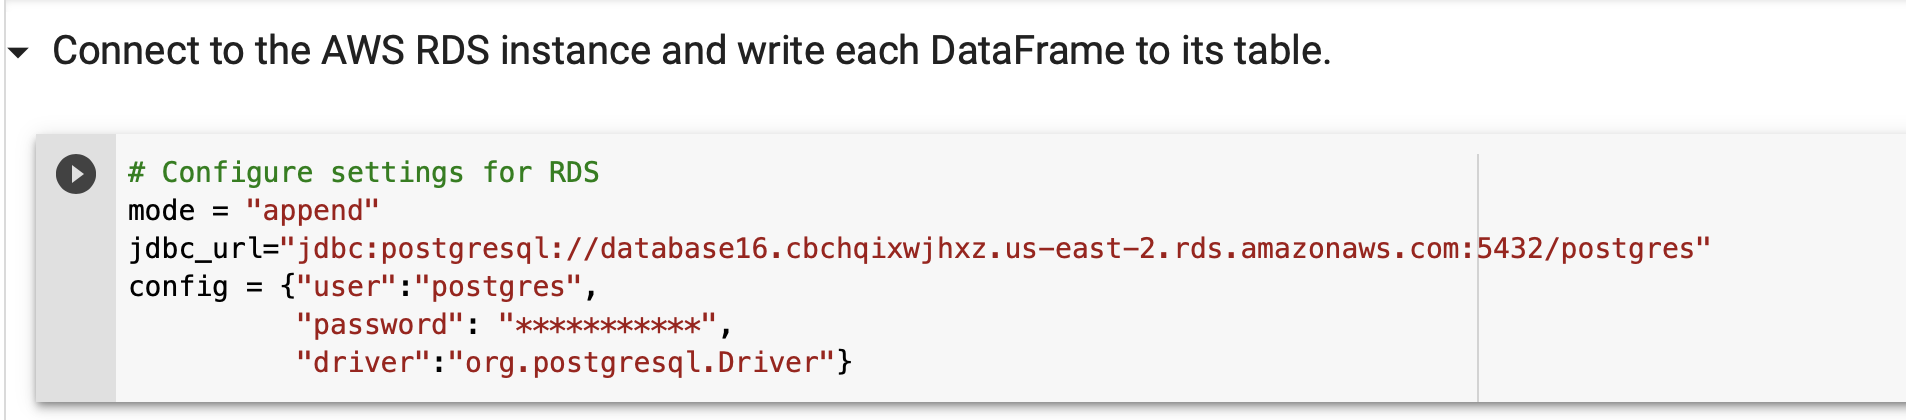 Connect to the AWS RDS instance and write each DataFrame to its table.
# Configure settings for RDS
mode = "append"
jdbc_url="jdbc:postgresql://database16.cbchqixwjhxz.us-east-2.rds.amazonaws.com:5432/postgres"
config = {"user":"postgres",
          "password": "***********",
          "driver":"org.postgresql.Driver"}